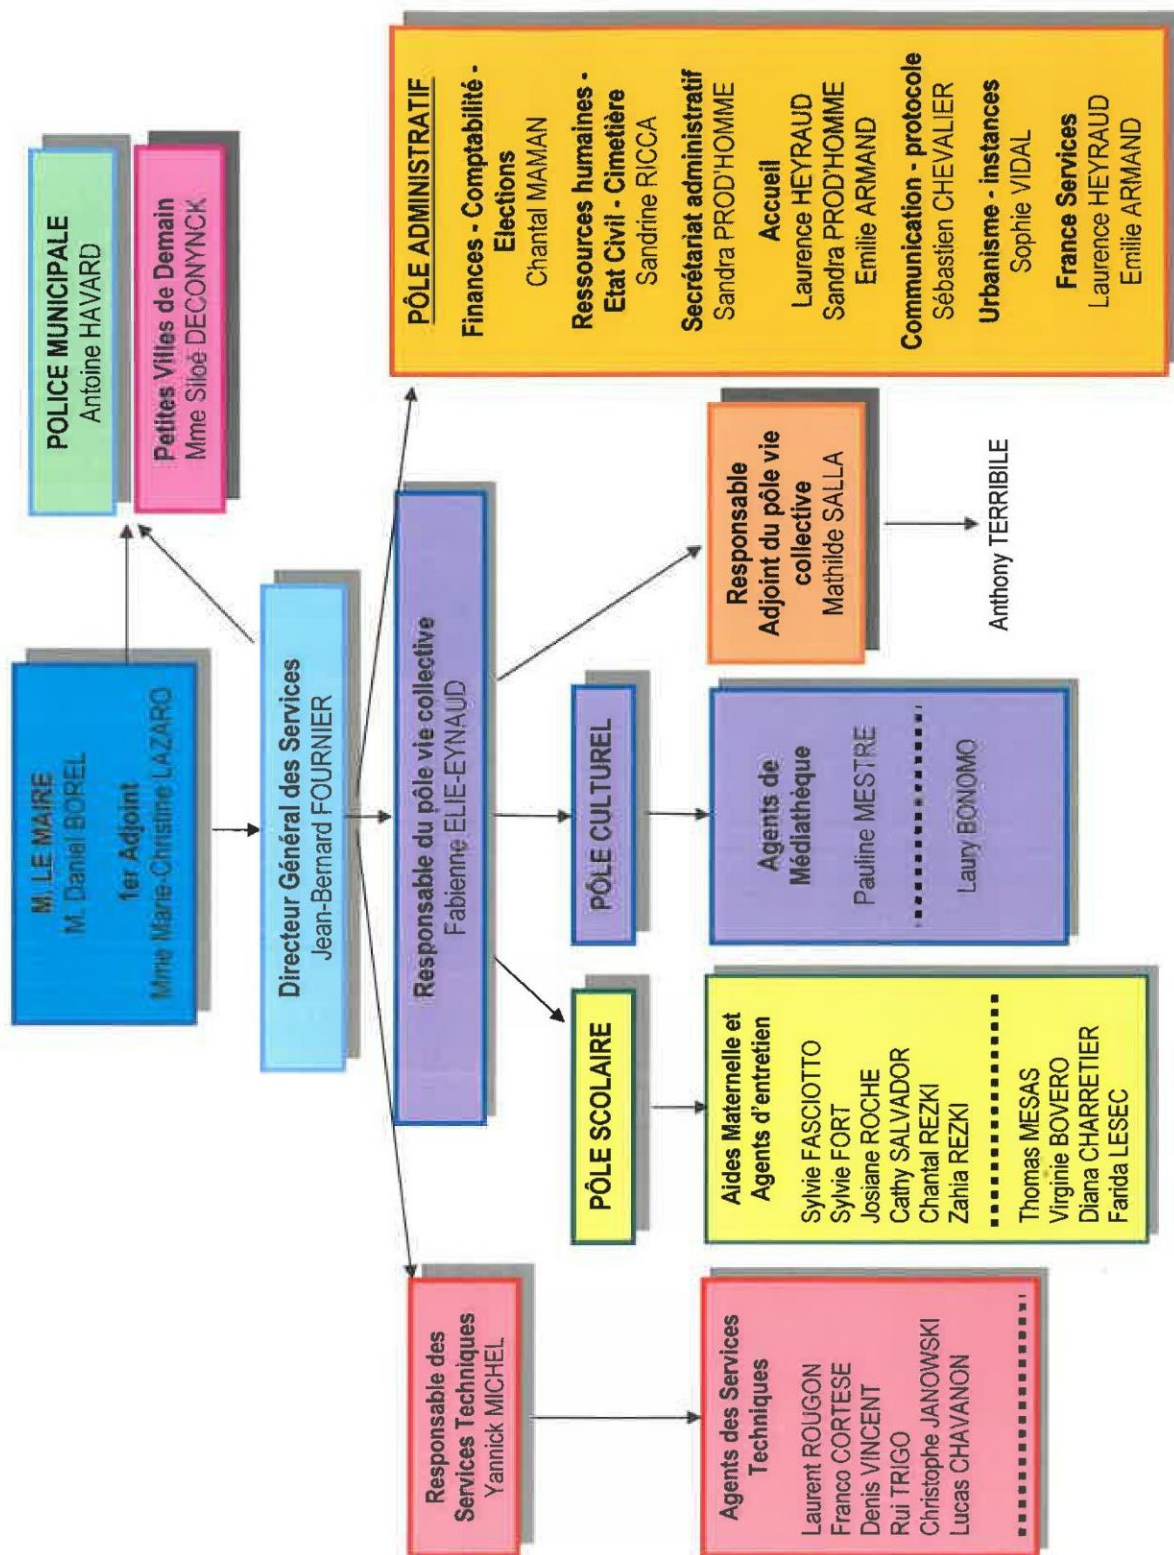 M. LE MAIRE
M. Daniel BOREL
1er Adjoint
Mme Marie-Christine LAZARO
POLICE MUNICIPALE
Antoine HAVARD
Petites Villes de Demain
Mme Siloë DECONYNCK
Directeur Général des Services
Jean-Bernard FOURNIER
Responsable des
Services Techniques
Yannick MICHEL
Responsable du pôle vie collective
Fabienne ELIE-EYNAUD
PÔLE SCOLAIRE
PÔLE CULTUREL
Agents des Services
Techniques
Laurent ROUGON
Franco CORTESE
Denis VINCENT
Rui TRIGO
Christophe JANOWSKI
Lucas CHAVANON
Aides Maternelle et
Agents d'entretien
Sylvie FASCIOTTO
Sylvie FORT
Josiane ROCHE
Cathy SALVADOR
Chantal REZKI
Zahia REZKI
Thomas MESAS
Virginie BOVERO
Diana CHARRETIER
Farida LESEC
Agents de
Médiathèque
Pauline MESTRE
Laury BONOMO
Responsable
Adjoint du pôle vie
collective
Mathilde SALLA
Anthony TERRIBILE
PÔLE ADMINISTRATIF
Finances - Comptabilité -
Elections
Chantal MAMAN
Ressources humaines -
Etat Civil - Cimetière
Sandrine RICCA
Secrétariat administratif
Sandra PROD'HOMME
Accueil
Laurence HEYRAUD
Sandra PROD'HOMME
Emilie ARMAND
Communication - protocole
Sébastien CHEVALIER
Urbanisme - instances
Sophie VIDAL
France Services
Laurence HEYRAUD
Emilie ARMAND